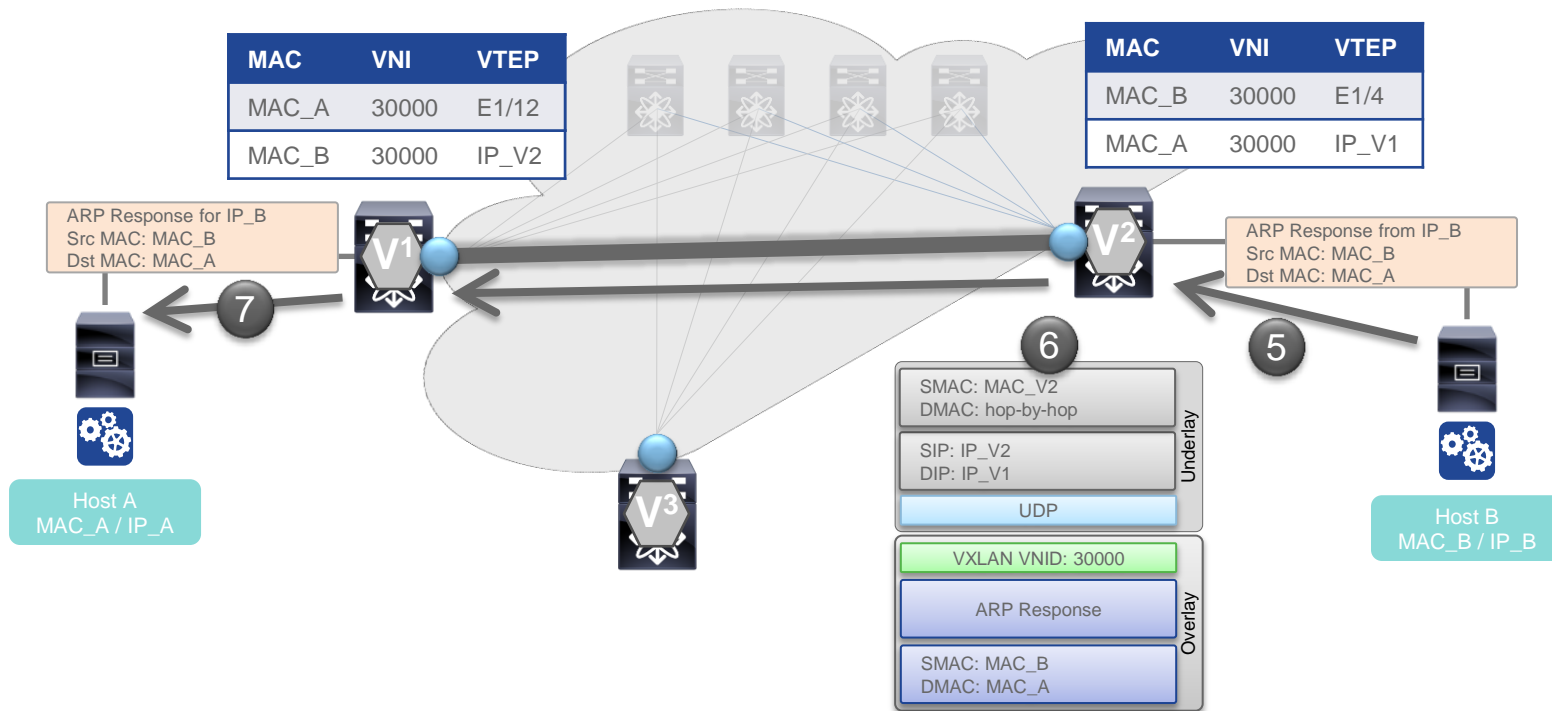 MAC VNI VTEP
MAC_A 30000 E1/12
MAC_B 30000 IP_V2
MAC VNI VTEP
MAC_B 30000 E1/4
MAC_A 30000 IP_V1
ARP Response for IP_B
Src MAC: MAC_B
Dst MAC: MAC_A
V1
V2
ARP Response from IP_B
Src MAC: MAC_B
Dst MAC: MAC_A
7
6
5
SMAC: MAC_V2
DMAC: hop-by-hop
SIP: IP_V2
DIP: IP_V1
UDP
Underlay
V3
Host A
MAC_A / IP_A
Host B
MAC_B / IP_B
VXLAN VNID: 30000
ARP Response
SMAC: MAC_B
DMAC: MAC_A
Overlay